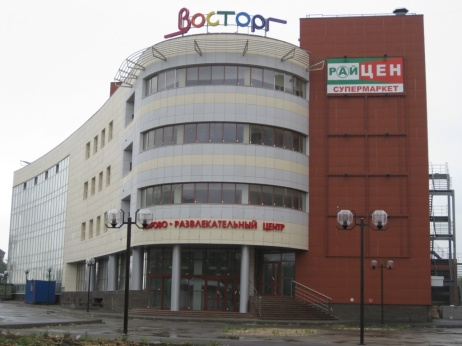 Восторг
РАЙЦЕН
СУПЕРМАРКЕТ
ОВО - РАЗВЛЕКАТЕЛЬНЫЙ ЦЕНТР